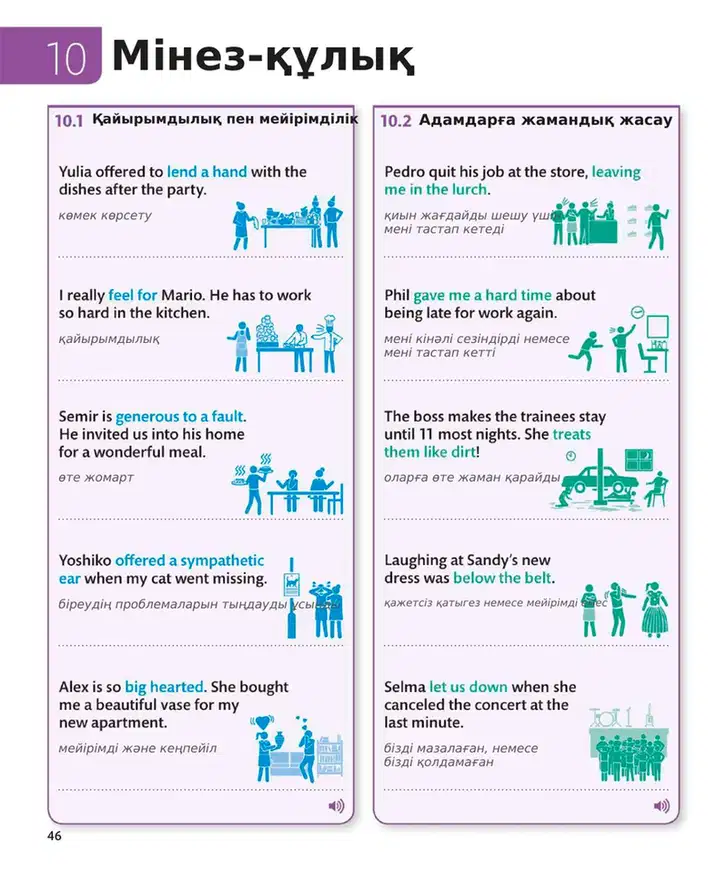 10 Мінез-құлық
10.1 Қайырымдылық пен мейірімділік
Yulia offered to lend a hand with the
dishes after the party.
көмек көрсету
I really feel for Mario. He has to work
so hard in the kitchen.
қайырымдылық
Semir is generous to a fault.
He invited us into his home
for a wonderful meal.
өте жомарт
Yoshiko offered a sympathetic
ear when my cat went missing.
біреудің проблемаларын тыңдауды ұсынды
Alex is so big hearted. She bought
me a beautiful vase for my
new apartment.
мейірімді және кеңпейіл
10.2 Адамдарға жамандық жасау
Pedro quit his job at the store, leaving
me in the lurch.
қиын жағдайды шешу үшін
мені тастап кетеді
Phil gave me a hard time about
being late for work again.
мені кінәлі сезіндірді немесе
мені тастап кетті
The boss makes the trainees stay
until 11 most nights. She treats
them like dirt!
оларға өте жаман қарайды
Laughing at Sandy’s new
dress was below the belt.
қажетсіз қатыгез немесе мейірімді емес
Selma let us down when she
canceled the concert at the
last minute.
бізді мазалаған, немесе
бізді қолдамаған
46